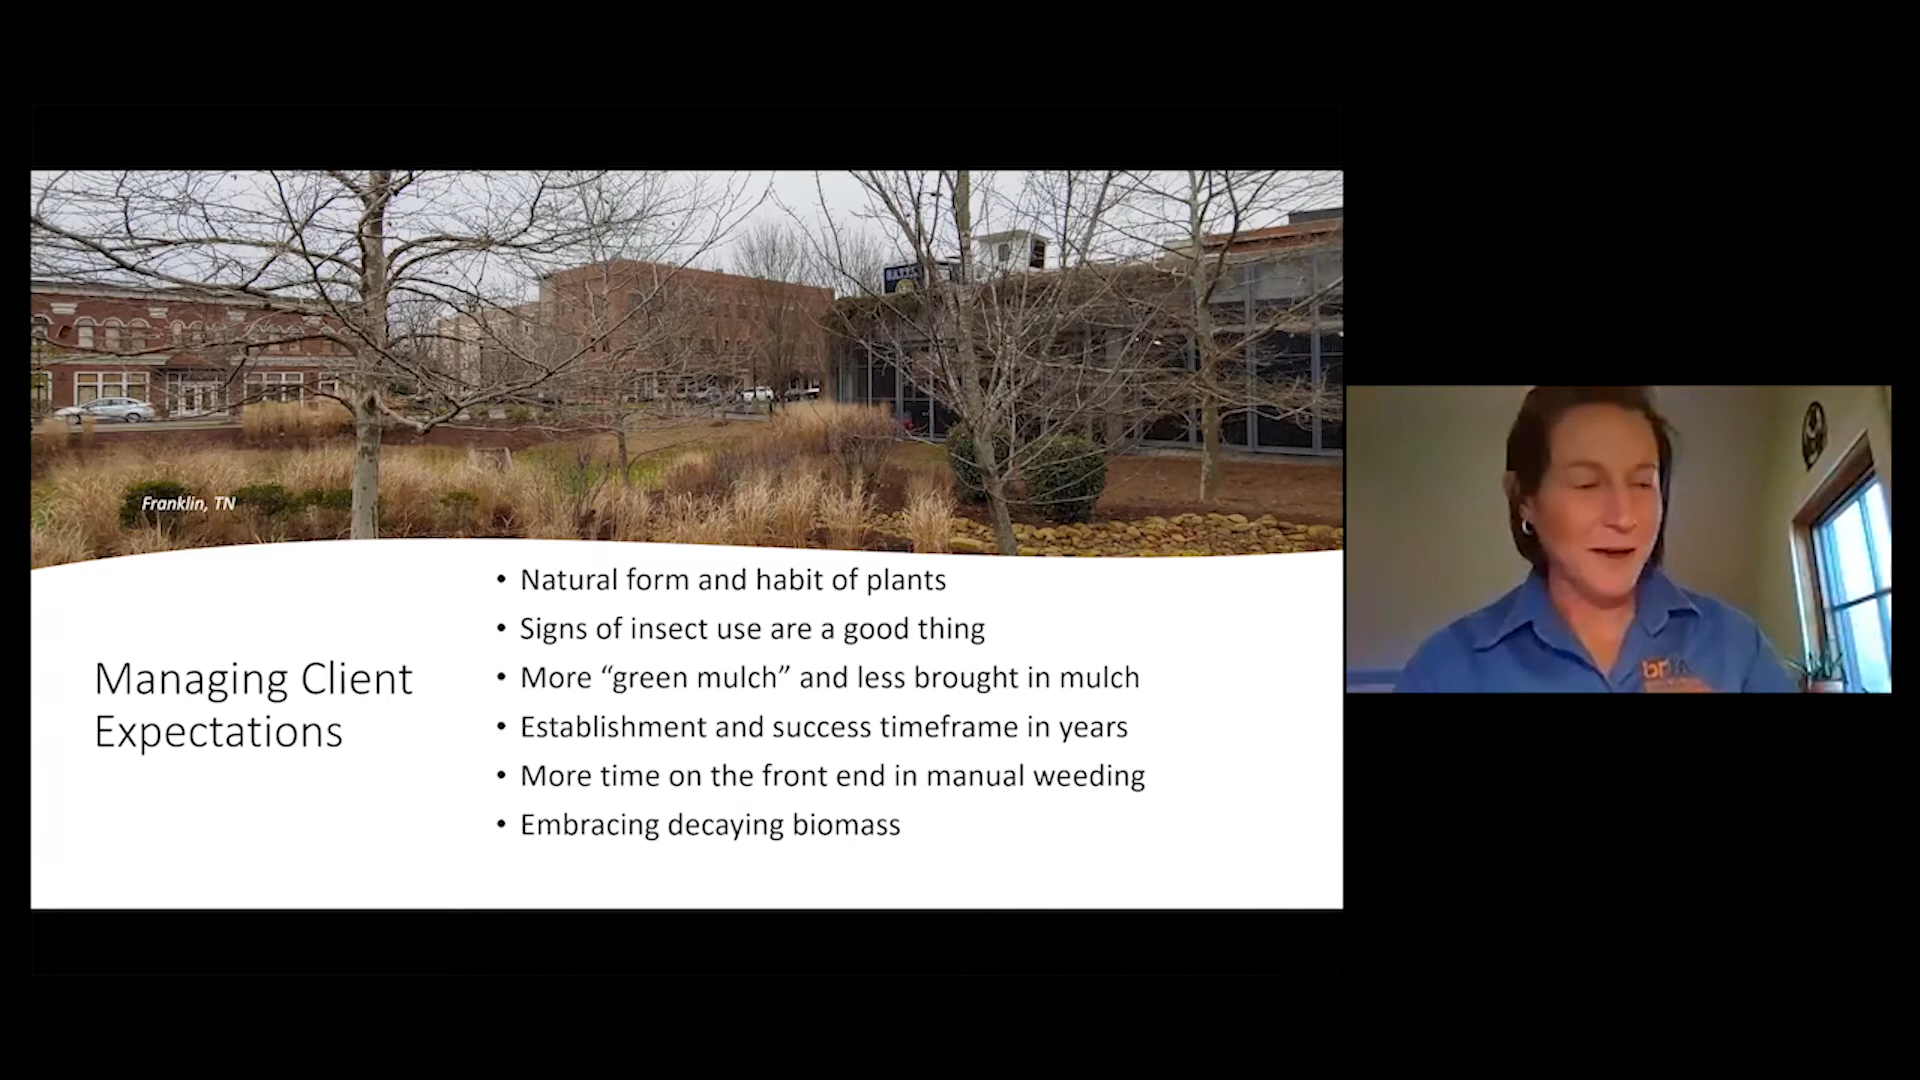 Franklin, TN
Managing Client
Expectations
• Natural form and habit of plants
• Signs of insect use are a good thing
• More “green mulch” and less brought in mulch
• Establishment and success timeframe in years
• More time on the front end in manual weeding
• Embracing decaying biomass